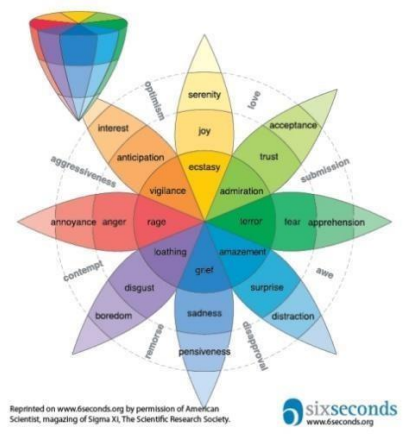 serenity
optimism
love
interest
joy
acceptance
anticipation
trust
ecstasy
aggressiveness
submission
vigilance
admiration
annoyance anger rage terror fear apprehension
loathing
amazement
grief
contempt
awe
disgust
surprise
boredom
sadness
distraction
remorse
disapproval
pensiveness
Reprinted on www.6seconds.org by permission of American
Scientist, magazing of Sigma Xi, The Scientific Research Society.
sixseconds
www.6seconds.org